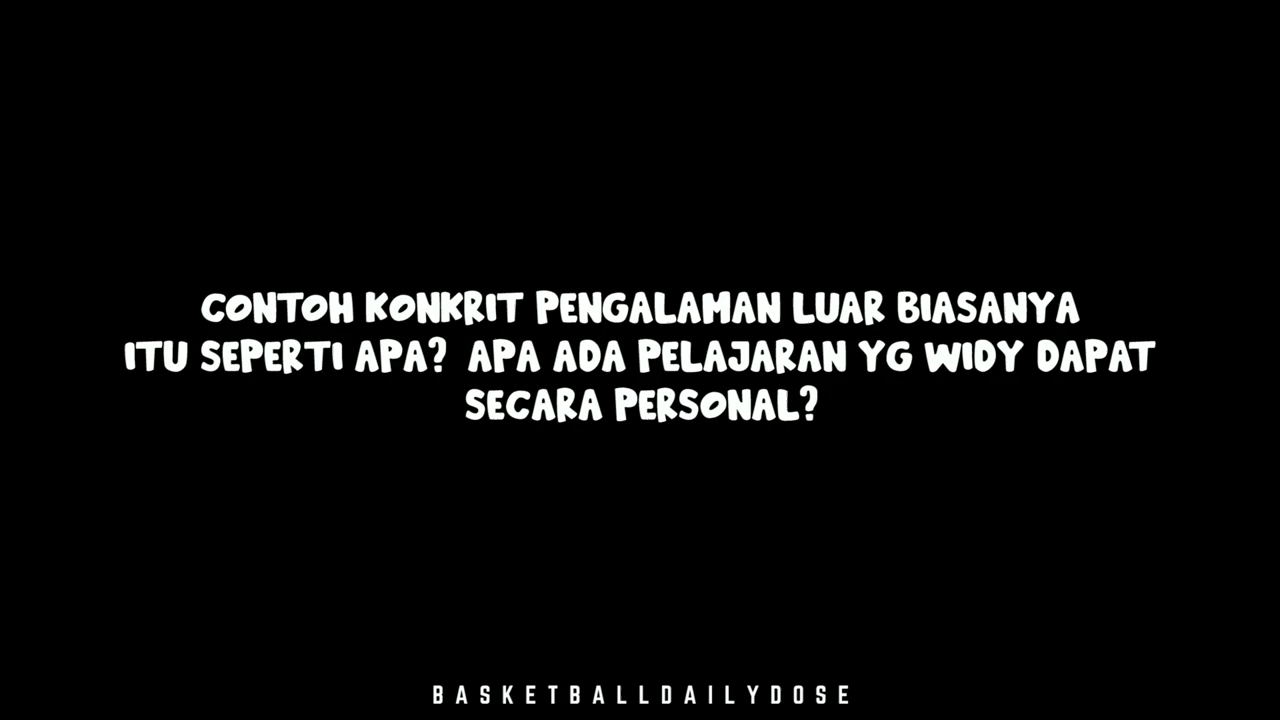 CONTOH KONKRIT PENGALAMAN LUAR BIASANYA
ITU SEPERTI APA? APA ADA PELAJARAN YG WIDY DAPAT
SECARA PERSONAL?
BASKETBALLDAILYDOSE